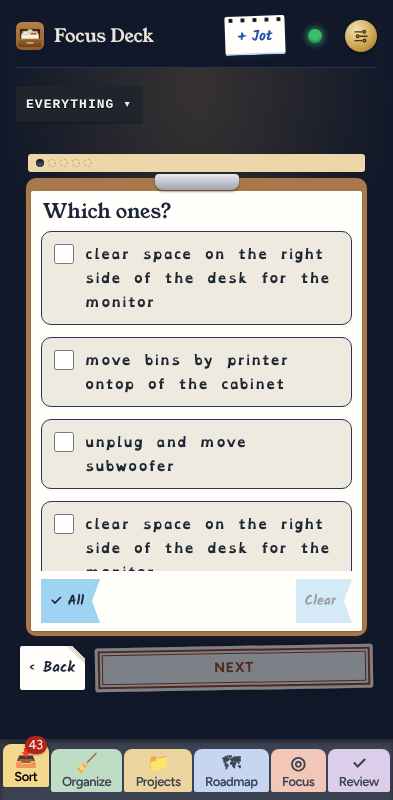 Focus Deck
+ Jot
EVERYTHING ▾
Which ones?
clear space on the right
side of the desk for the
monitor
move bins by printer
ontop of the cabinet
unplug and move
subwoofer
clear space on the right
side of the desk for the
monitor
✓ All
Clear
‹ Back
NEXT
43
Sort
Organize
Projects
Roadmap
Focus
Review